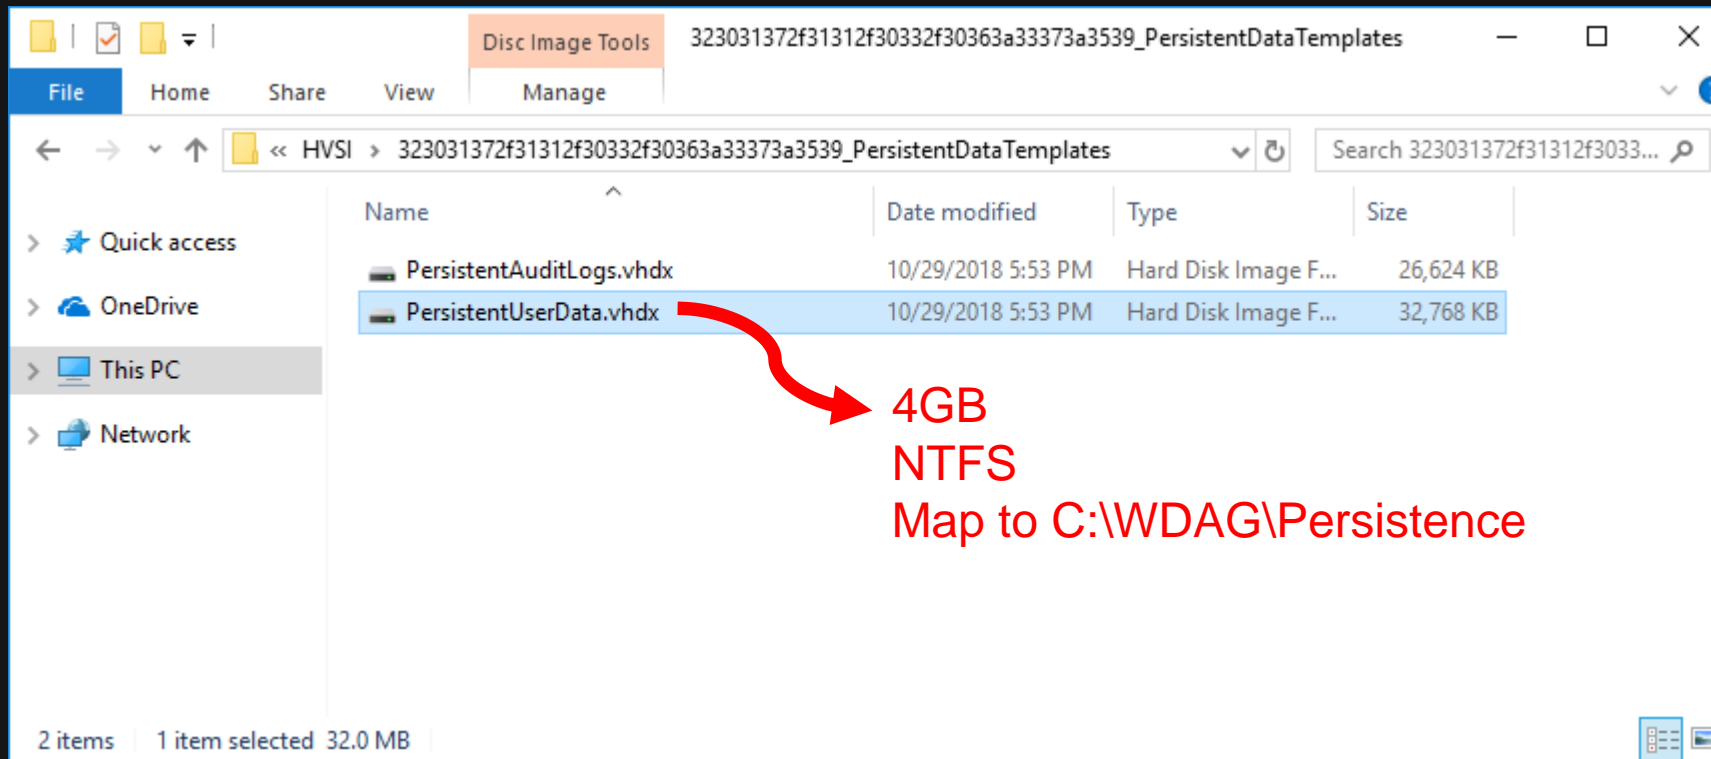 Disc Image Tools
323031372f31312f30332f30363a33373a3539_PersistentDataTemplates
File Home Share View Manage
« HVSI > 323031372f31312f30332f30363a33373a3539_PersistentDataTemplates
Search 323031372f31312f3033...
Name Date modified Type Size
Quick access
OneDrive
This PC
Network
PersistentAuditLogs.vhdx 10/29/2018 5:53 PM Hard Disk Image F... 26,624 KB
PersistentUserData.vhdx 10/29/2018 5:53 PM Hard Disk Image F... 32,768 KB
4GB
NTFS
Map to C:\WDAG\Persistence
2 items 1 item selected 32.0 MB